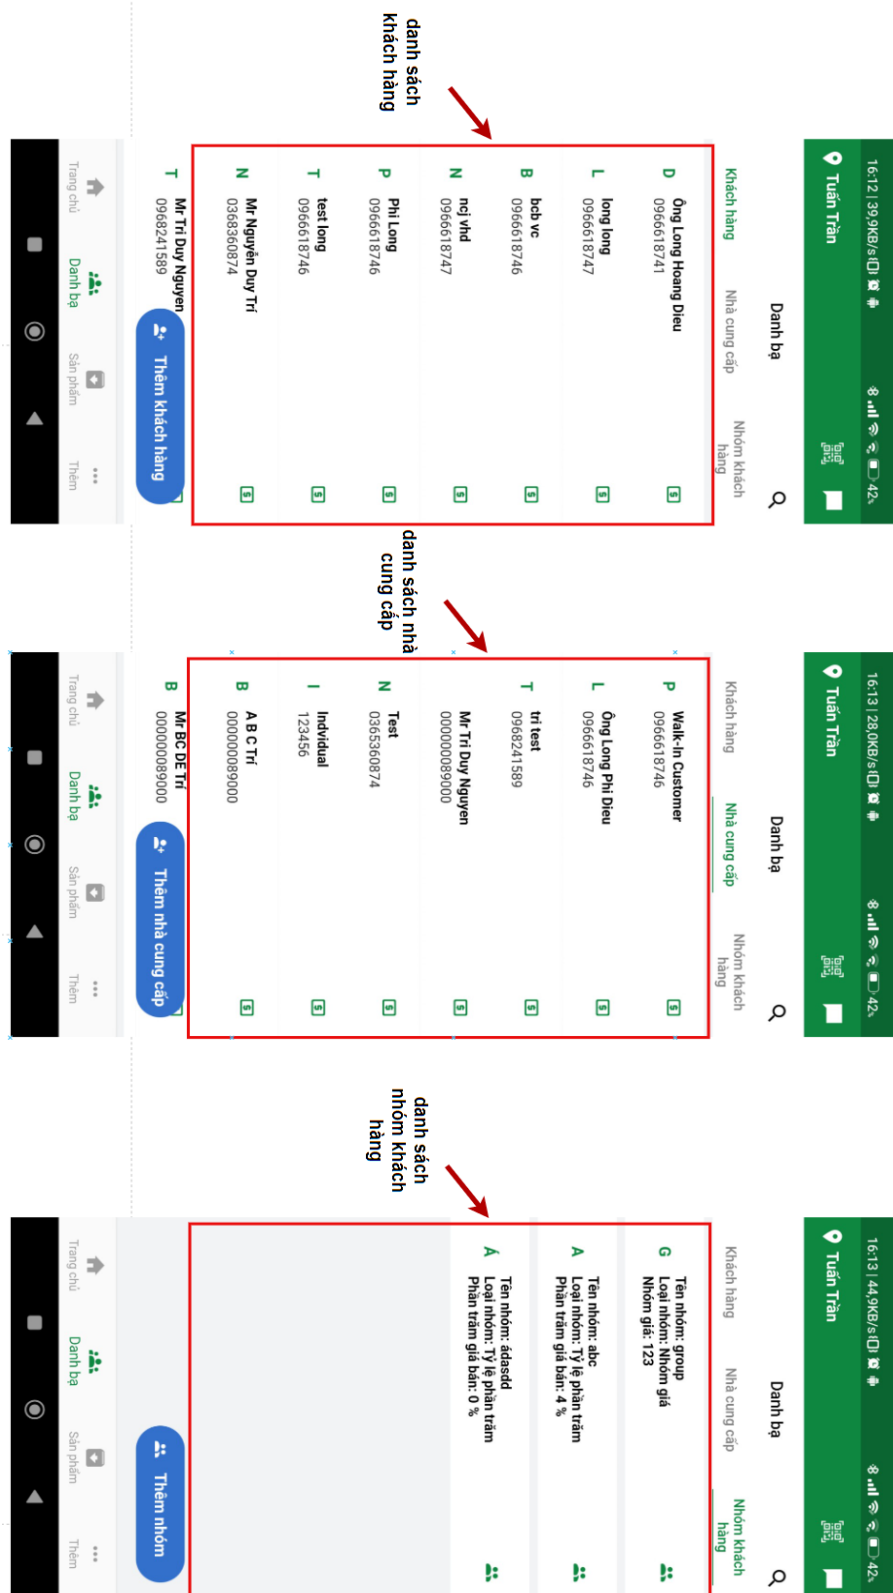 danh sách
khách hàng
16:12 | 39,9KB/s
42%
Tuấn Trần
Danh bạ
Khách hàng
Nhà cung cấp
Nhóm khách
hàng
D
Ông Long Hoang Dieu
0966618741
L
long long
0966618747
B
bcb vc
0966618746
N
ncj vhd
0966618747
P
Phi Long
0966618746
T
test long
0966618746
N
Mr Nguyễn Duy Trí
0368360874
T
Mr Tri Duy Nguyen
0968241589
Thêm khách hàng
Trang chủ
Danh bạ
Sản phẩm
Thêm
danh sách nhà
cung cấp
16:13 | 28,0KB/s
42%
Tuấn Trần
Danh bạ
Khách hàng
Nhà cung cấp
Nhóm khách
hàng
P
Walk-In Customer
0966618746
L
Ông Long Phi Dieu
0966618746
T
tri test
0968241589
Mr Tri Duy Nguyen
000000089000
N
Test
0365360874
I
Indvidual
123456
B
A B C Trí
000000089000
B
Mr BC DE Trí
000000089000
Thêm nhà cung cấp
Trang chủ
Danh bạ
Sản phẩm
Thêm
danh sách
nhóm khách
hàng
16:13 | 44,9KB/s
42%
Tuấn Trần
Danh bạ
Khách hàng
Nhà cung cấp
Nhóm khách
hàng
G
Tên nhóm: group
Loại nhóm: Nhóm giá
Nhóm giá: 123
A
Tên nhóm: abc
Loại nhóm: Tỷ lệ phần trăm
Phần trăm giá bán: 4 %
Á
Tên nhóm: ádasdd
Loại nhóm: Tỷ lệ phần trăm
Phần trăm giá bán: 0 %
Thêm nhóm
Trang chủ
Danh bạ
Sản phẩm
Thêm